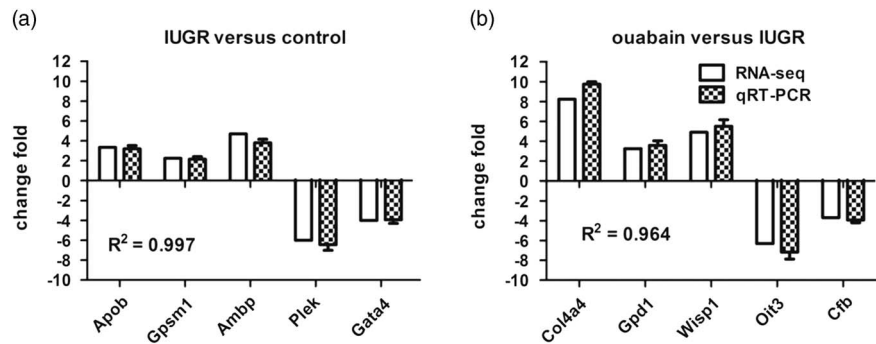 (a)
IUGR versus control
change fold
12
10
8
6
4
2
0
-2
-4
-6
-8
-10
R² = 0.997
Apob
Gpsm1
Ambp
Plek
Gata4
(b)
ouabain versus IUGR
RNA-seq
qRT-PCR
change fold
12
10
8
6
4
2
0
-2
-4
-6
-8
-10
R² = 0.964
Col4a4
Gpd1
Wisp1
Oit3
Cfb